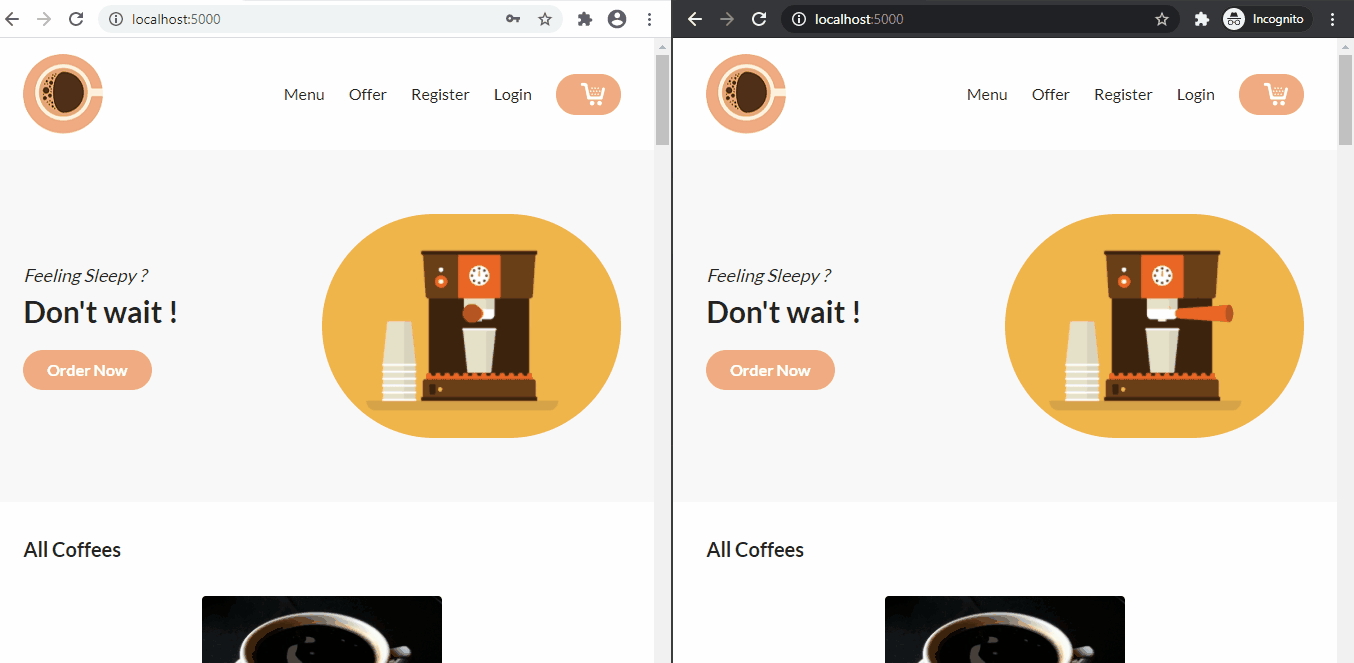 localhost:5000
Menu Offer Register Login
Feeling Sleepy ?
Don't wait !
Order Now
All Coffees
localhost:5000 Incognito
Menu Offer Register Login
Feeling Sleepy ?
Don't wait !
Order Now
All Coffees